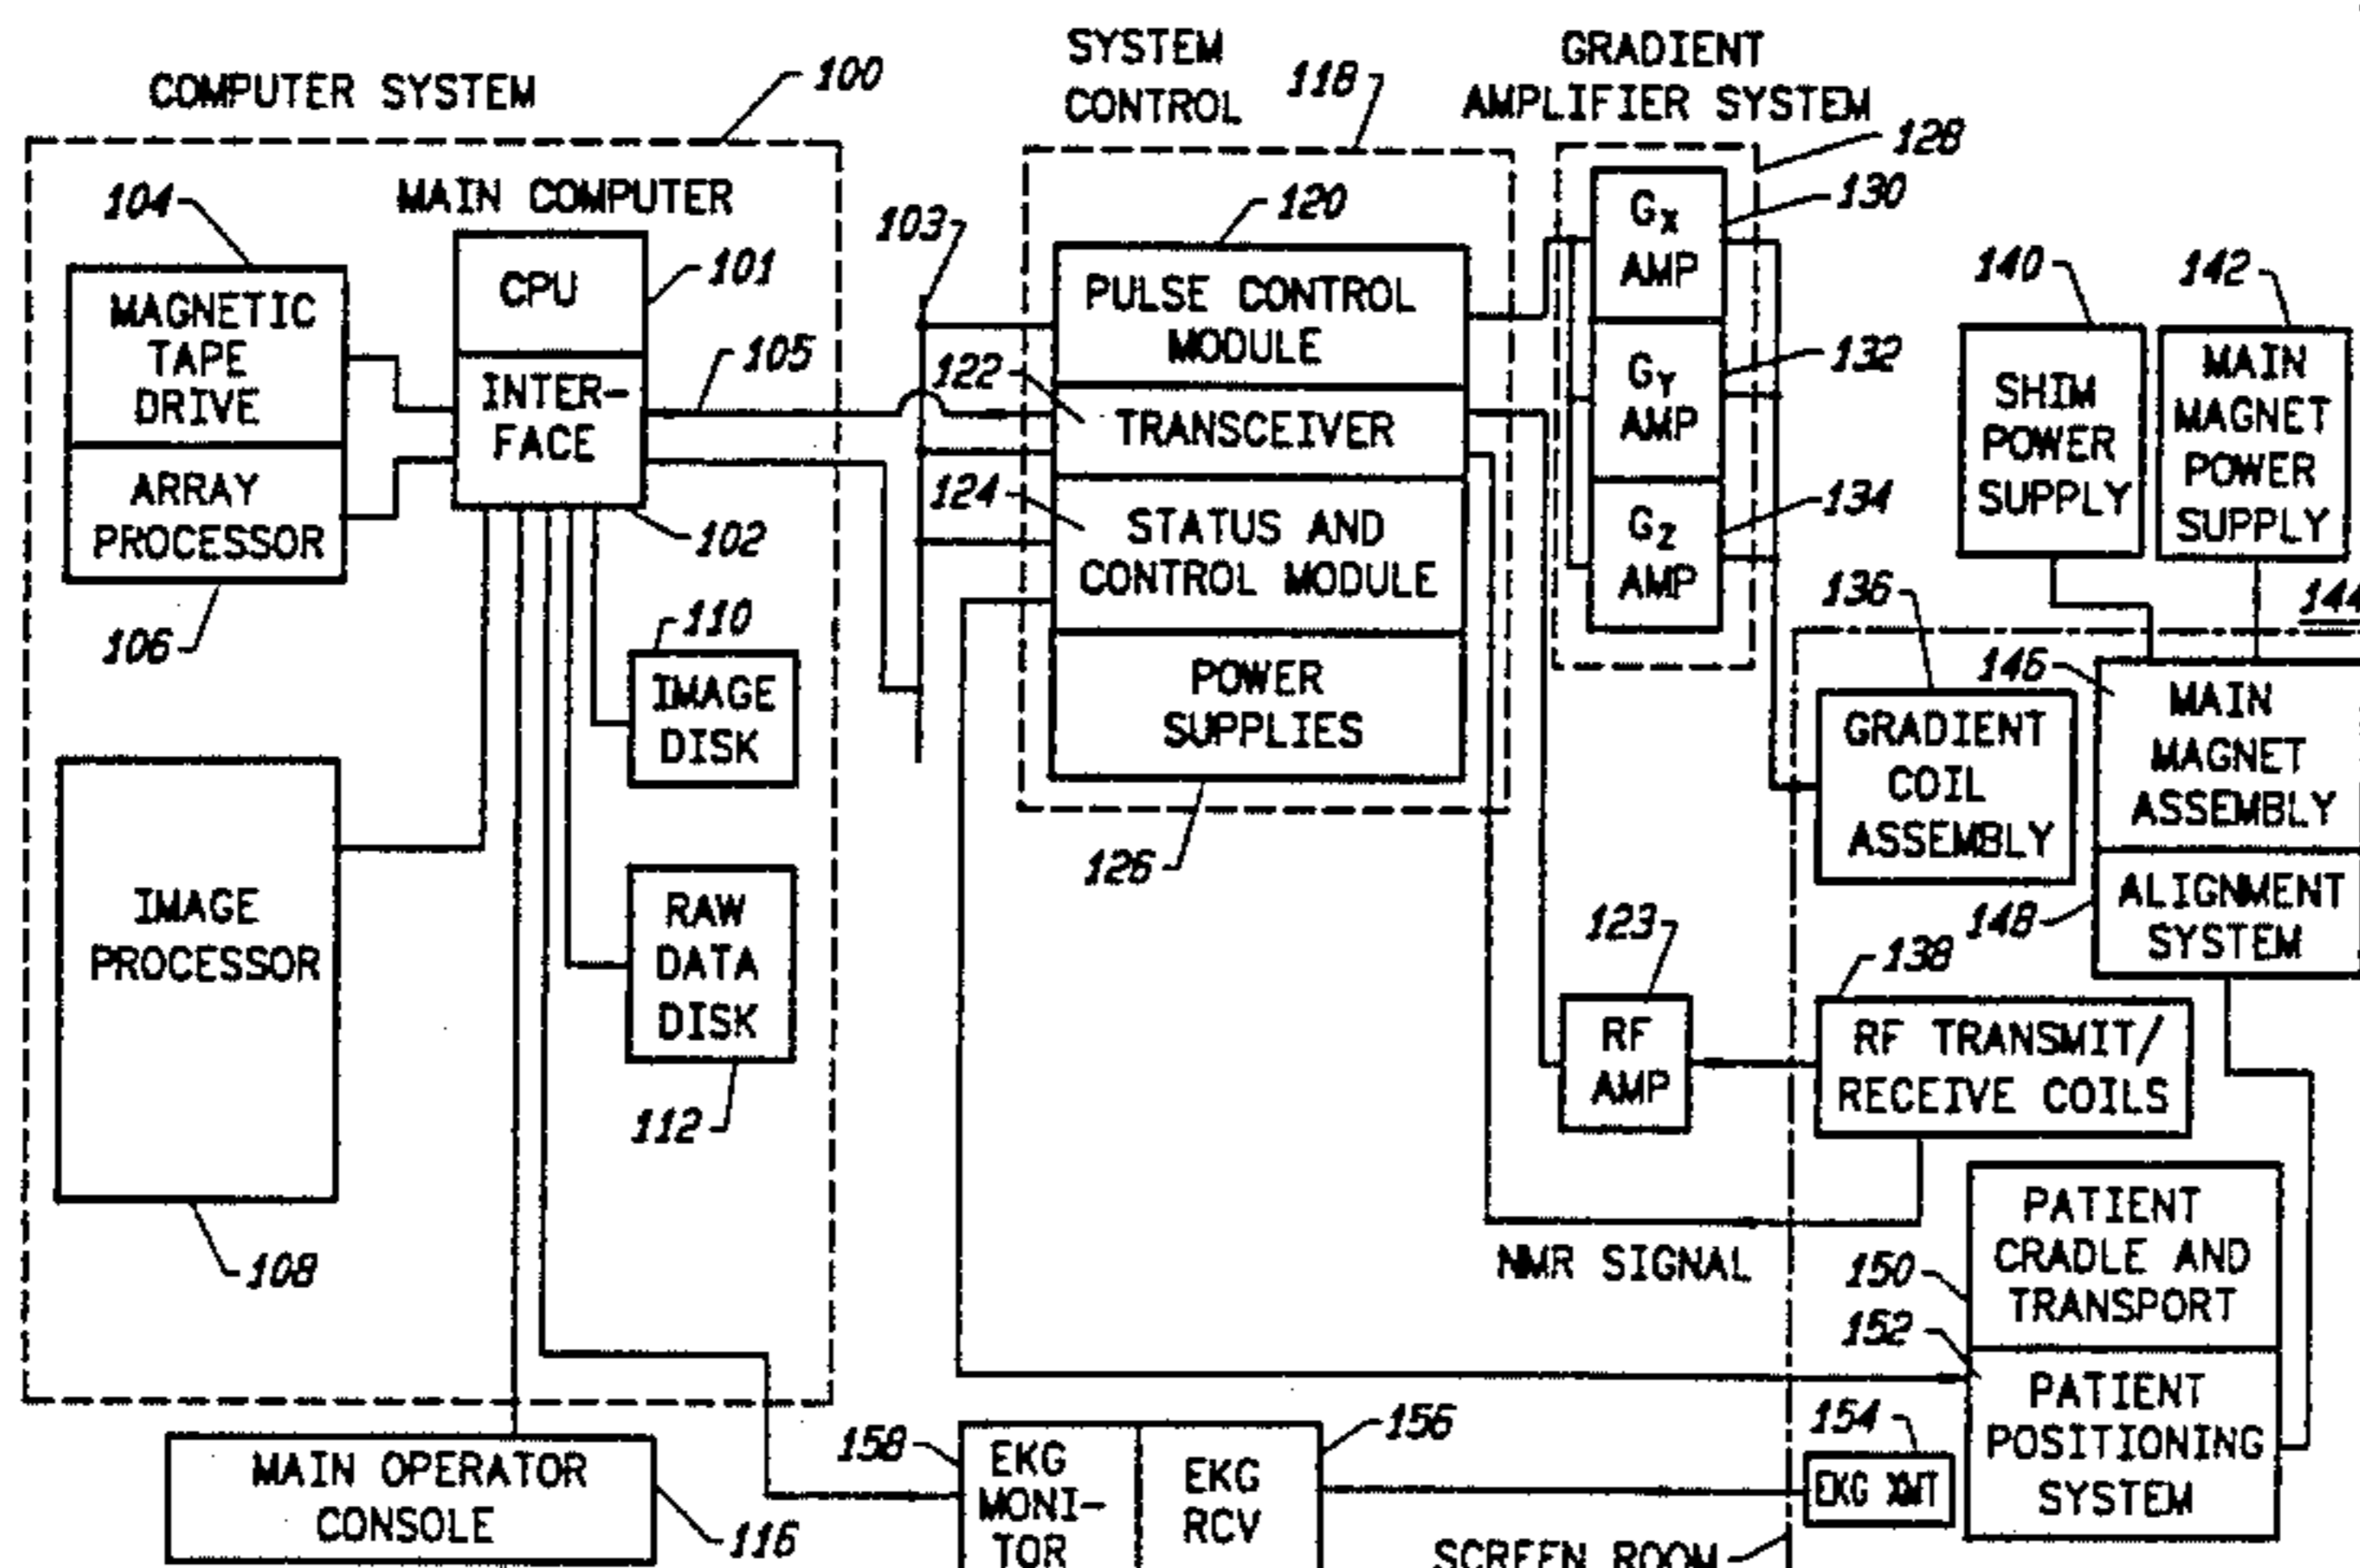 COMPUTER SYSTEM
100
SYSTEM
CONTROL
118
GRADIENT
AMPLIFIER SYSTEM
128
104
MAIN COMPUTER
103
120
130
MAGNETIC
TAPE
DRIVE
CPU
101
INTER-
FACE
105
122
PULSE CONTROL
MODULE
TRANSCEIVER
124
STATUS AND
CONTROL MODULE
POWER
SUPPLIES
126
GX
AMP
GY
AMP
132
GZ
AMP
134
140
142
SHIM
POWER
SUPPLY
MAIN
MAGNET
POWER
SUPPLY
ARRAY
PROCESSOR
102
106
110
IMAGE
DISK
136
144
146
GRADIENT
COIL
ASSEMBLY
MAIN
MAGNET
ASSEMBLY
ALIGNMENT
SYSTEM
148
IMAGE
PROCESSOR
RAW
DATA
DISK
112
108
123
138
RF
AMP
RF TRANSMIT/
RECEIVE COILS
NMR SIGNAL
150
PATIENT
CRADLE AND
TRANSPORT
152
PATIENT
POSITIONING
SYSTEM
154
EKG XMT
MAIN OPERATOR
CONSOLE
116
158
EKG
MONI-
TOR
EKG
RCV
156
SCREEN ROOM